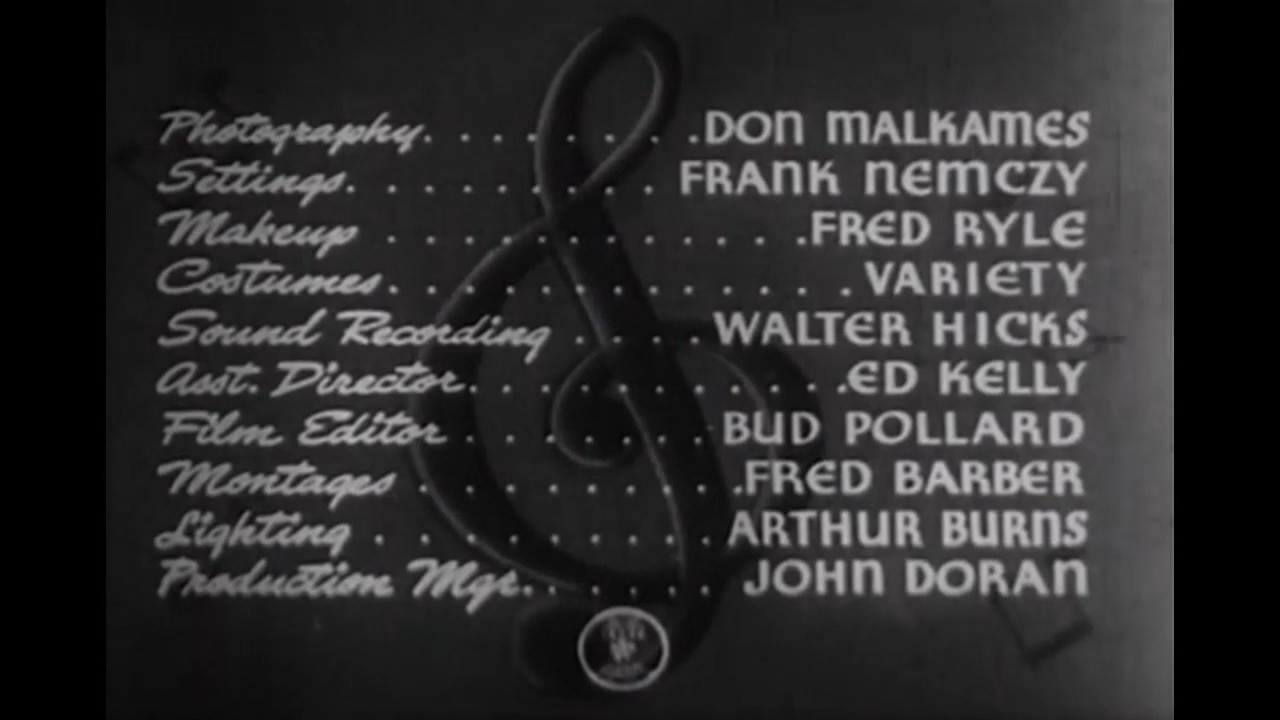 Photography. . . . . . . .DON MALKAMES
Settings. . . . . . . . . FRANK NEMCZY
Makeup . . . . . . . . . . . .FRED RYLE
Costumes. . . . . . . . . . . . . VARIETY
Sound Recording . . . . WALTER HICKS
Asst. Director. . . . . . . . . . .ED KELLY
Film Editor . . . . . . . BUD POLLARD
Montages . . . . . . . . . .FRED BARBER
Lighting . . . . . . . . . . ARTHUR BURNS
Production Mgr. . . . . . JOHN DORAN